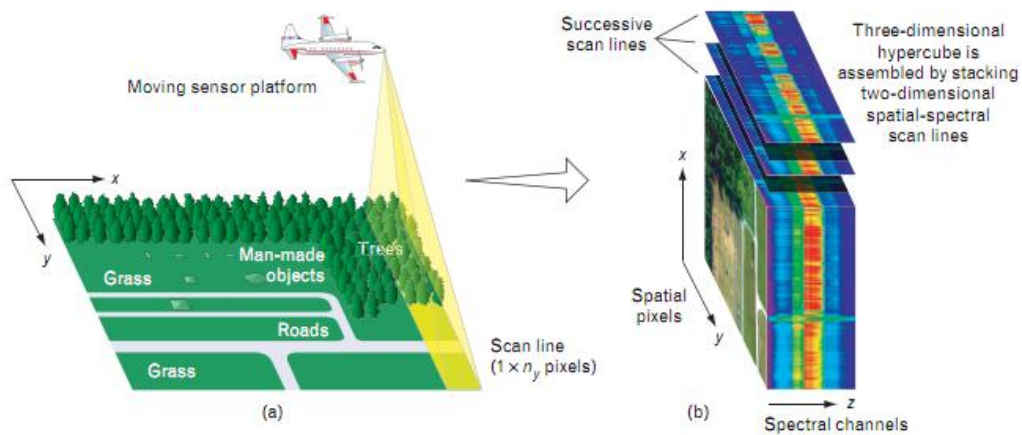 Moving sensor platform
x
y
Trees
Man-made
objects
Grass
Roads
Grass
Scan line
(1 × n_y pixels)
(a)
Successive
scan lines
Three-dimensional
hypercube is
assembled by stacking
two-dimensional
spatial-spectral
scan lines
x
Spatial
pixels
y
z
Spectral channels
(b)